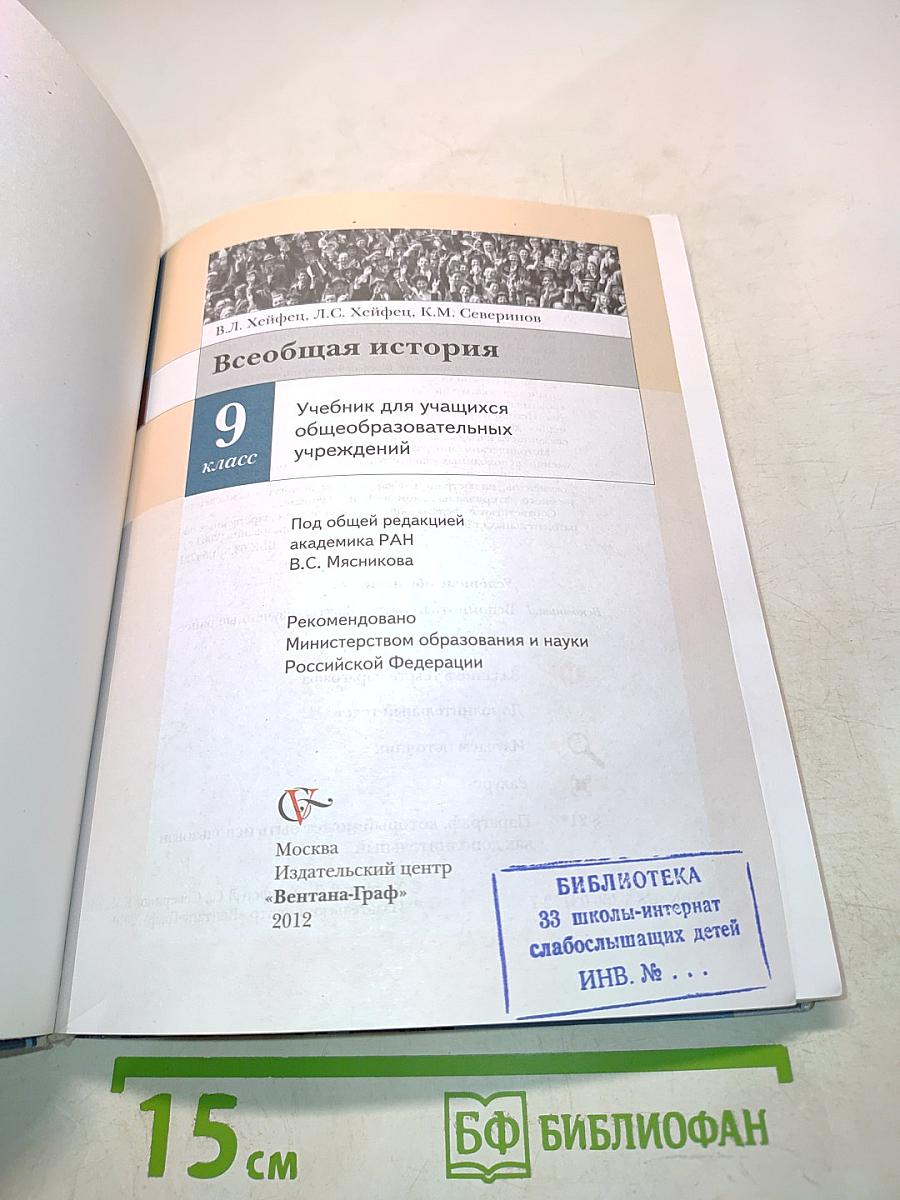 В.Л. Хейфец, Л.С. Хейфец, К.М. Северинов
Всеобщая история
9
класс
Учебник для учащихся
общеобразовательных
учреждений
Под общей редакцией
академика РАН
В.С. Мясникова
Рекомендовано
Министерством образования и науки
Российской Федерации
Москва
Издательский центр
«Вентана-Граф»
2012
БИБЛИОТЕКА
33 школы-интернат
слабослышащих детей
ИНВ. № . . .
15 см
БФ БИБЛИОФАН